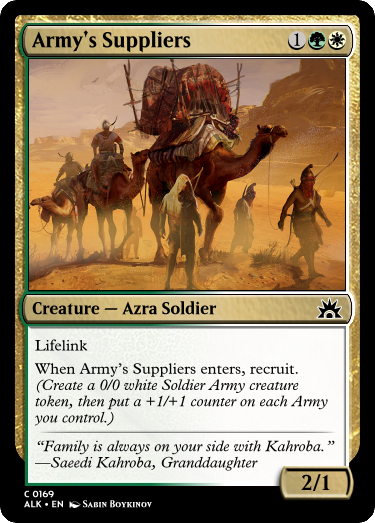 Army's Suppliers 1
Creature — Azra Soldier
Lifelink
When Army's Suppliers enters, recruit.
(Create a 0/0 white Soldier Army creature
token, then put a +1/+1 counter on each Army
you control.)
“Family is always on your side with Kahroba.”
—Saeedi Kahroba, Granddaughter
2/1
C 0169
ALK • EN Sabin Boykinov